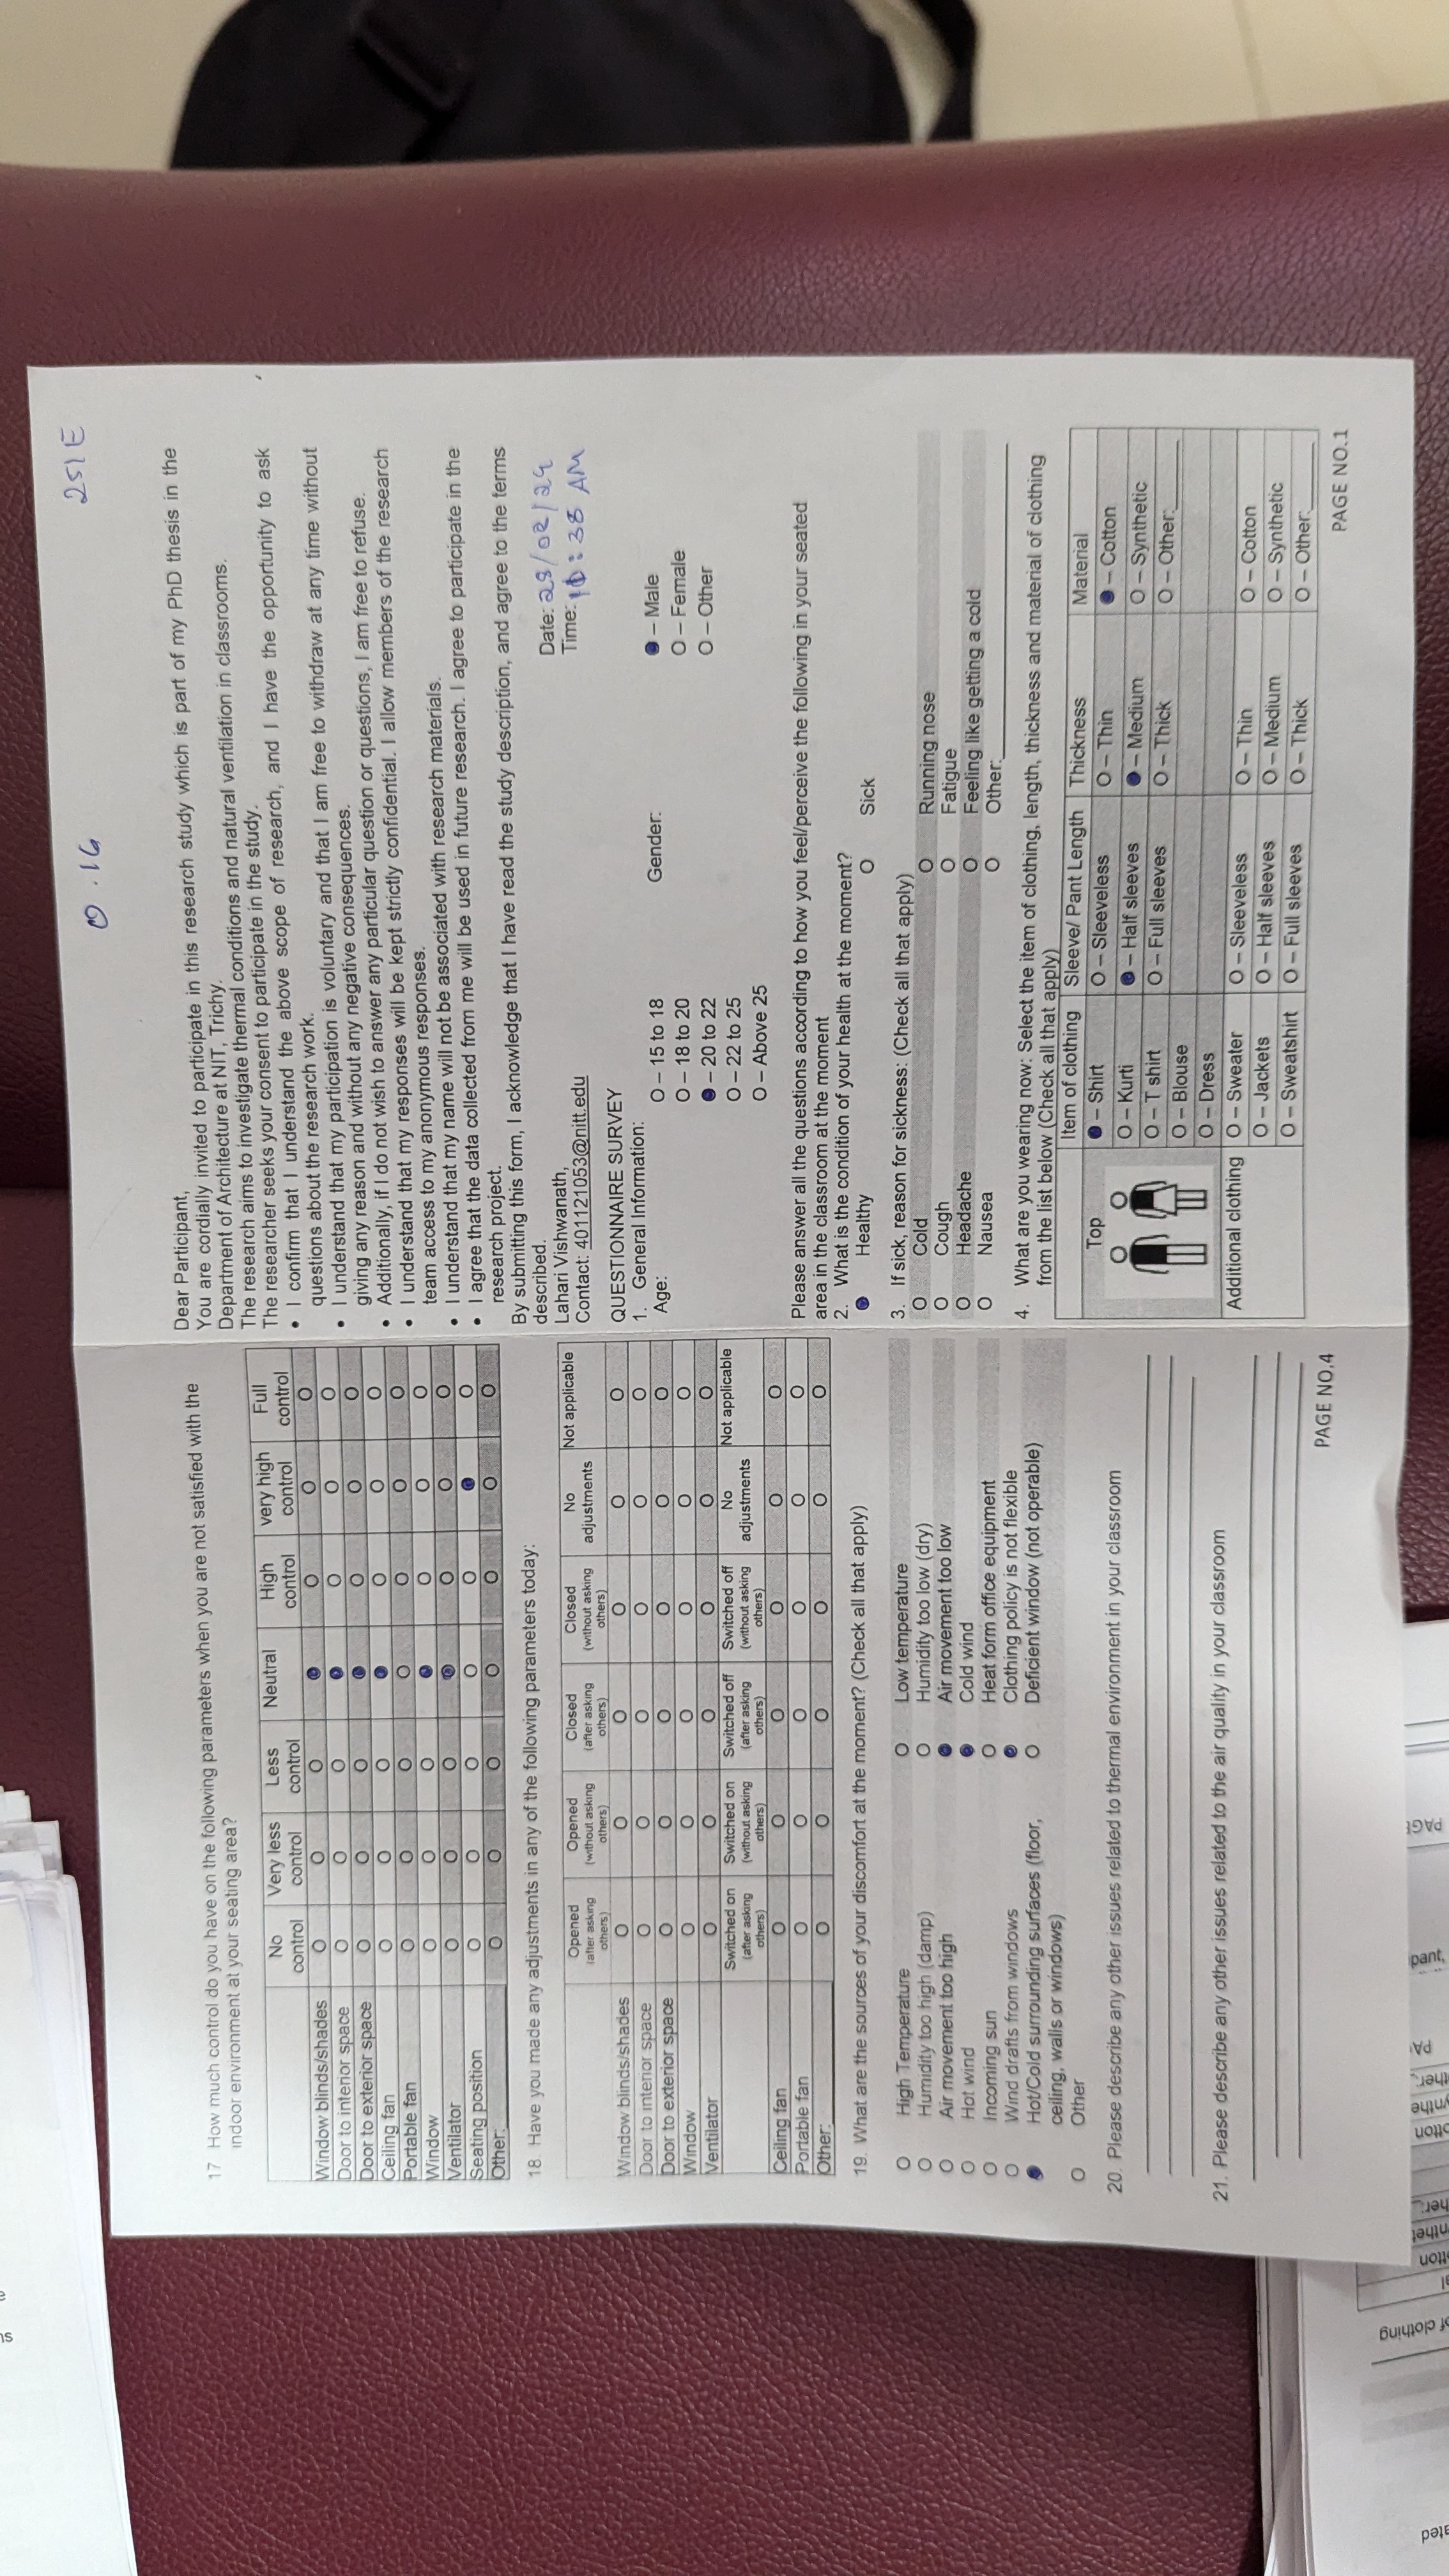 17 How much control do you have on the following parameters when you are not satisfied with the
indoor environment at your seating area?
No control Very less control Less control Neutral High control very high control Full control
Window blinds/shades O O O ● O O O
Door to interior space O O O ● O O O
Door to exterior space O O O ● O O O
Ceiling fan O O O ● O O O
Portable fan O O O O O O O
Window O O O ● O O O
Ventilator O O O ● O O O
Seating position O O O O O ● O
Other: O O O O O O O
18. Have you made any adjustments in any of the following parameters today:
Opened (after asking others) Opened (without asking others) Closed (after asking others) Closed (without asking others) No adjustments Not applicable
Window blinds/shades O O O O O O
Door to interior space O O O O O O
Door to exterior space O O O O O O
Window O O O O O O
Ventilator O O O O O O
Switched on (after asking others) Switched on (without asking others) Switched off (after asking others) Switched off (without asking others) No adjustments Not applicable
Ceiling fan O O O O O O
Portable fan O O O O O O
Other: O O O O O O
19. What are the sources of your discomfort at the moment? (Check all that apply)
O High Temperature O Low temperature
O Humidity too high (damp) O Humidity too low (dry)
O Air movement too high ● Air movement too low
O Hot wind ● Cold wind
O Incoming sun O Heat form office equipment
O Wind drafts from windows ● Clothing policy is not flexible
● Hot/Cold surrounding surfaces (floor, O Deficient window (not operable)
ceiling, walls or windows)
O Other
20. Please describe any other issues related to thermal environment in your classroom
21. Please describe any other issues related to the air quality in your classroom
PAGE NO.4
0.16 251E
Dear Participant,
You are cordially invited to participate in this research study which is part of my PhD thesis in the
Department of Architecture at NIT, Trichy.
The research aims to investigate thermal conditions and natural ventilation in classrooms.
The researcher seeks your consent to participate in the study.
• I confirm that I understand the above scope of research, and I have the opportunity to ask
questions about the research work.
• I understand that my participation is voluntary and that I am free to withdraw at any time without
giving any reason and without any negative consequences.
• Additionally, if I do not wish to answer any particular question or questions, I am free to refuse.
• I understand that my responses will be kept strictly confidential. I allow members of the research
team access to my anonymous responses.
• I understand that my name will not be associated with research materials.
• I agree that the data collected from me will be used in future research. I agree to participate in the
research project.
By submitting this form, I acknowledge that I have read the study description, and agree to the terms
described.
Lahari Vishwanath, Date: 29/02/24
Contact: 401121053@nitt.edu Time: 10:38 AM
QUESTIONNAIRE SURVEY
1. General Information:
Age: Gender:
O – 15 to 18 ● – Male
O – 18 to 20 O – Female
● – 20 to 22 O – Other
O – 22 to 25
O – Above 25
Please answer all the questions according to how you feel/perceive the following in your seated
area in the classroom at the moment
2. What is the condition of your health at the moment?
● Healthy O Sick
3. If sick, reason for sickness: (Check all that apply)
O Cold O Running nose
O Cough O Fatigue
O Headache O Feeling like getting a cold
O Nausea O Other:
4. What are you wearing now: Select the item of clothing, length, thickness and material of clothing
from the list below (Check all that apply)
Item of clothing Sleeve/ Pant Length Thickness Material
Top ● – Shirt O – Sleeveless O – Thin ● – Cotton
O – Kurti ● – Half sleeves ● – Medium O – Synthetic
O – T shirt O – Full sleeves O – Thick O – Other:
O – Blouse
O – Dress
Additional clothing O – Sweater O – Sleeveless O – Thin O – Cotton
O – Jackets O – Half sleeves O – Medium O – Synthetic
O – Sweatshirt O – Full sleeves O – Thick O – Other:
PAGE NO.1
of clothing